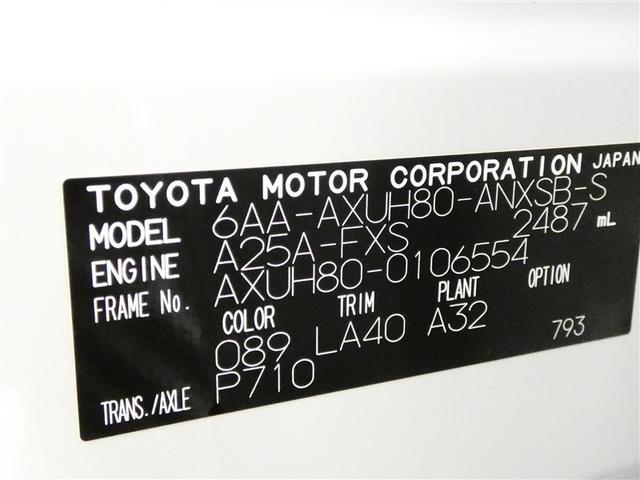 TOYOTA MOTOR CORPORATION JAPAN
MODEL 6AA-AXUH80-ANXSB-S
ENGINE A25A-FXS 2487 mL
FRAME No. AXUH80-0106554
COLOR TRIM PLANT OPTION
089 LA40 A32 793
TRANS./AXLE P710